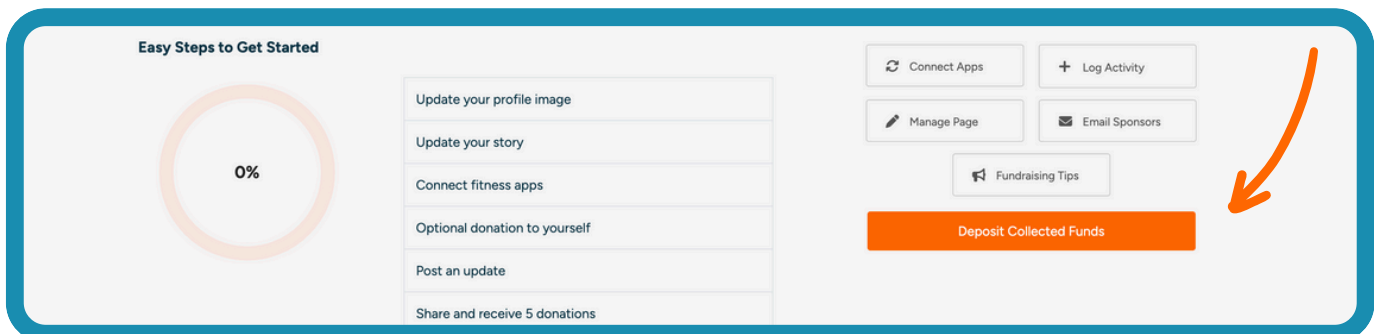 Easy Steps to Get Started
0%
Update your profile image
Update your story
Connect fitness apps
Optional donation to yourself
Post an update
Share and receive 5 donations
Connect Apps
Log Activity
Manage Page
Email Sponsors
Fundraising Tips
Deposit Collected Funds